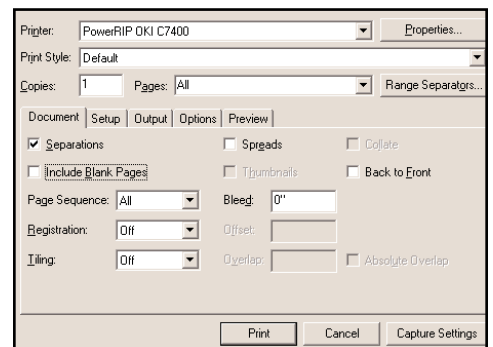 Printer: PowerRIP OKI C7400 Properties...
Print Style: Default
Copies: 1 Pages: All Range Separators...
Document Setup Output Options Preview
Separations Spreads Collate
Include Blank Pages Thumbnails Back to Front
Page Sequence: All Bleed: 0"
Registration: Off Offset:
Tiling: Off Overlap: Absolute Overlap
Print Cancel Capture Settings